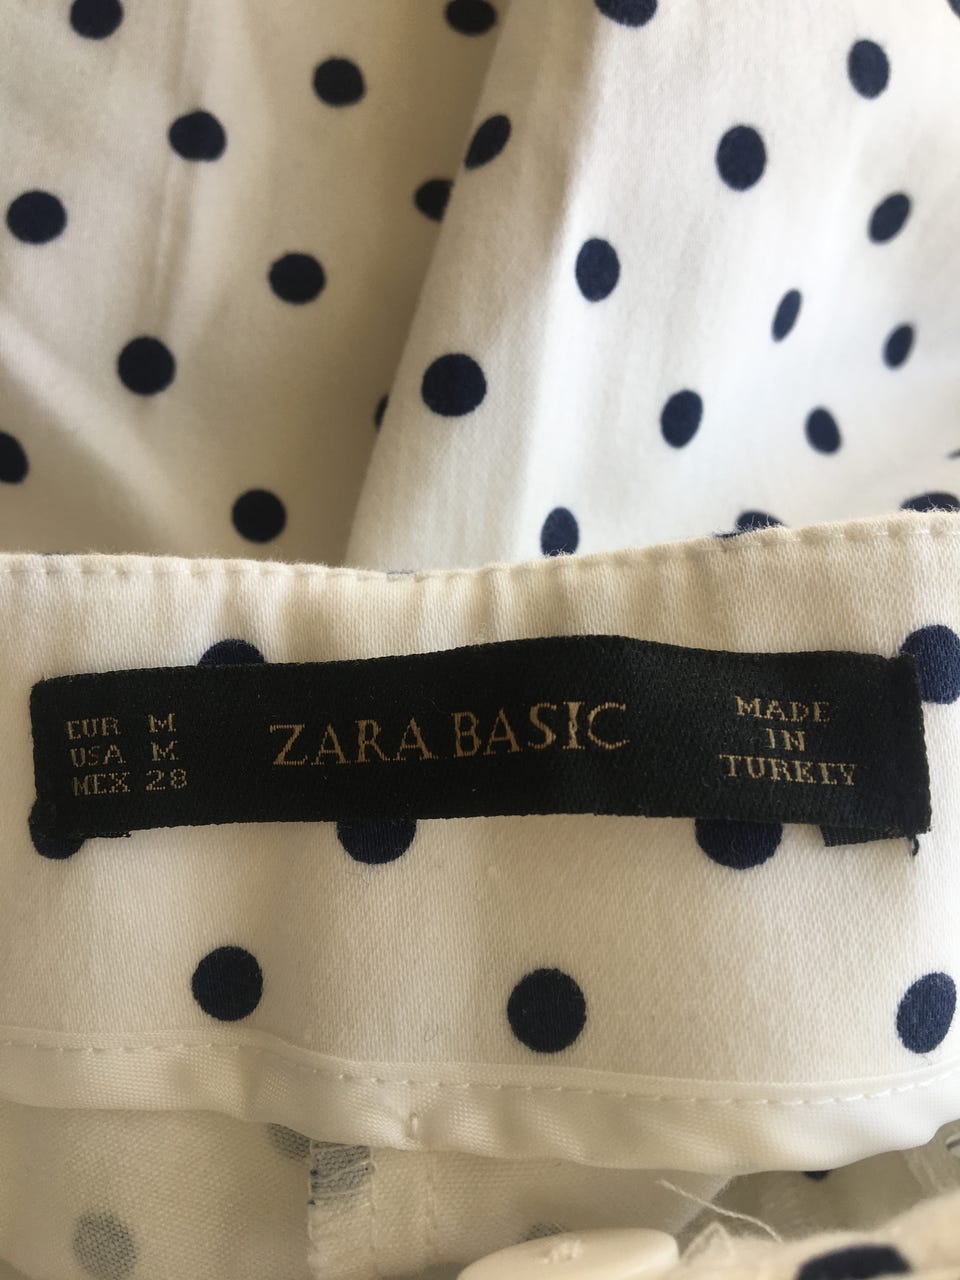 EUR M
USA M
MEX 28
ZARA BASIC
MADE
IN
TURKEY